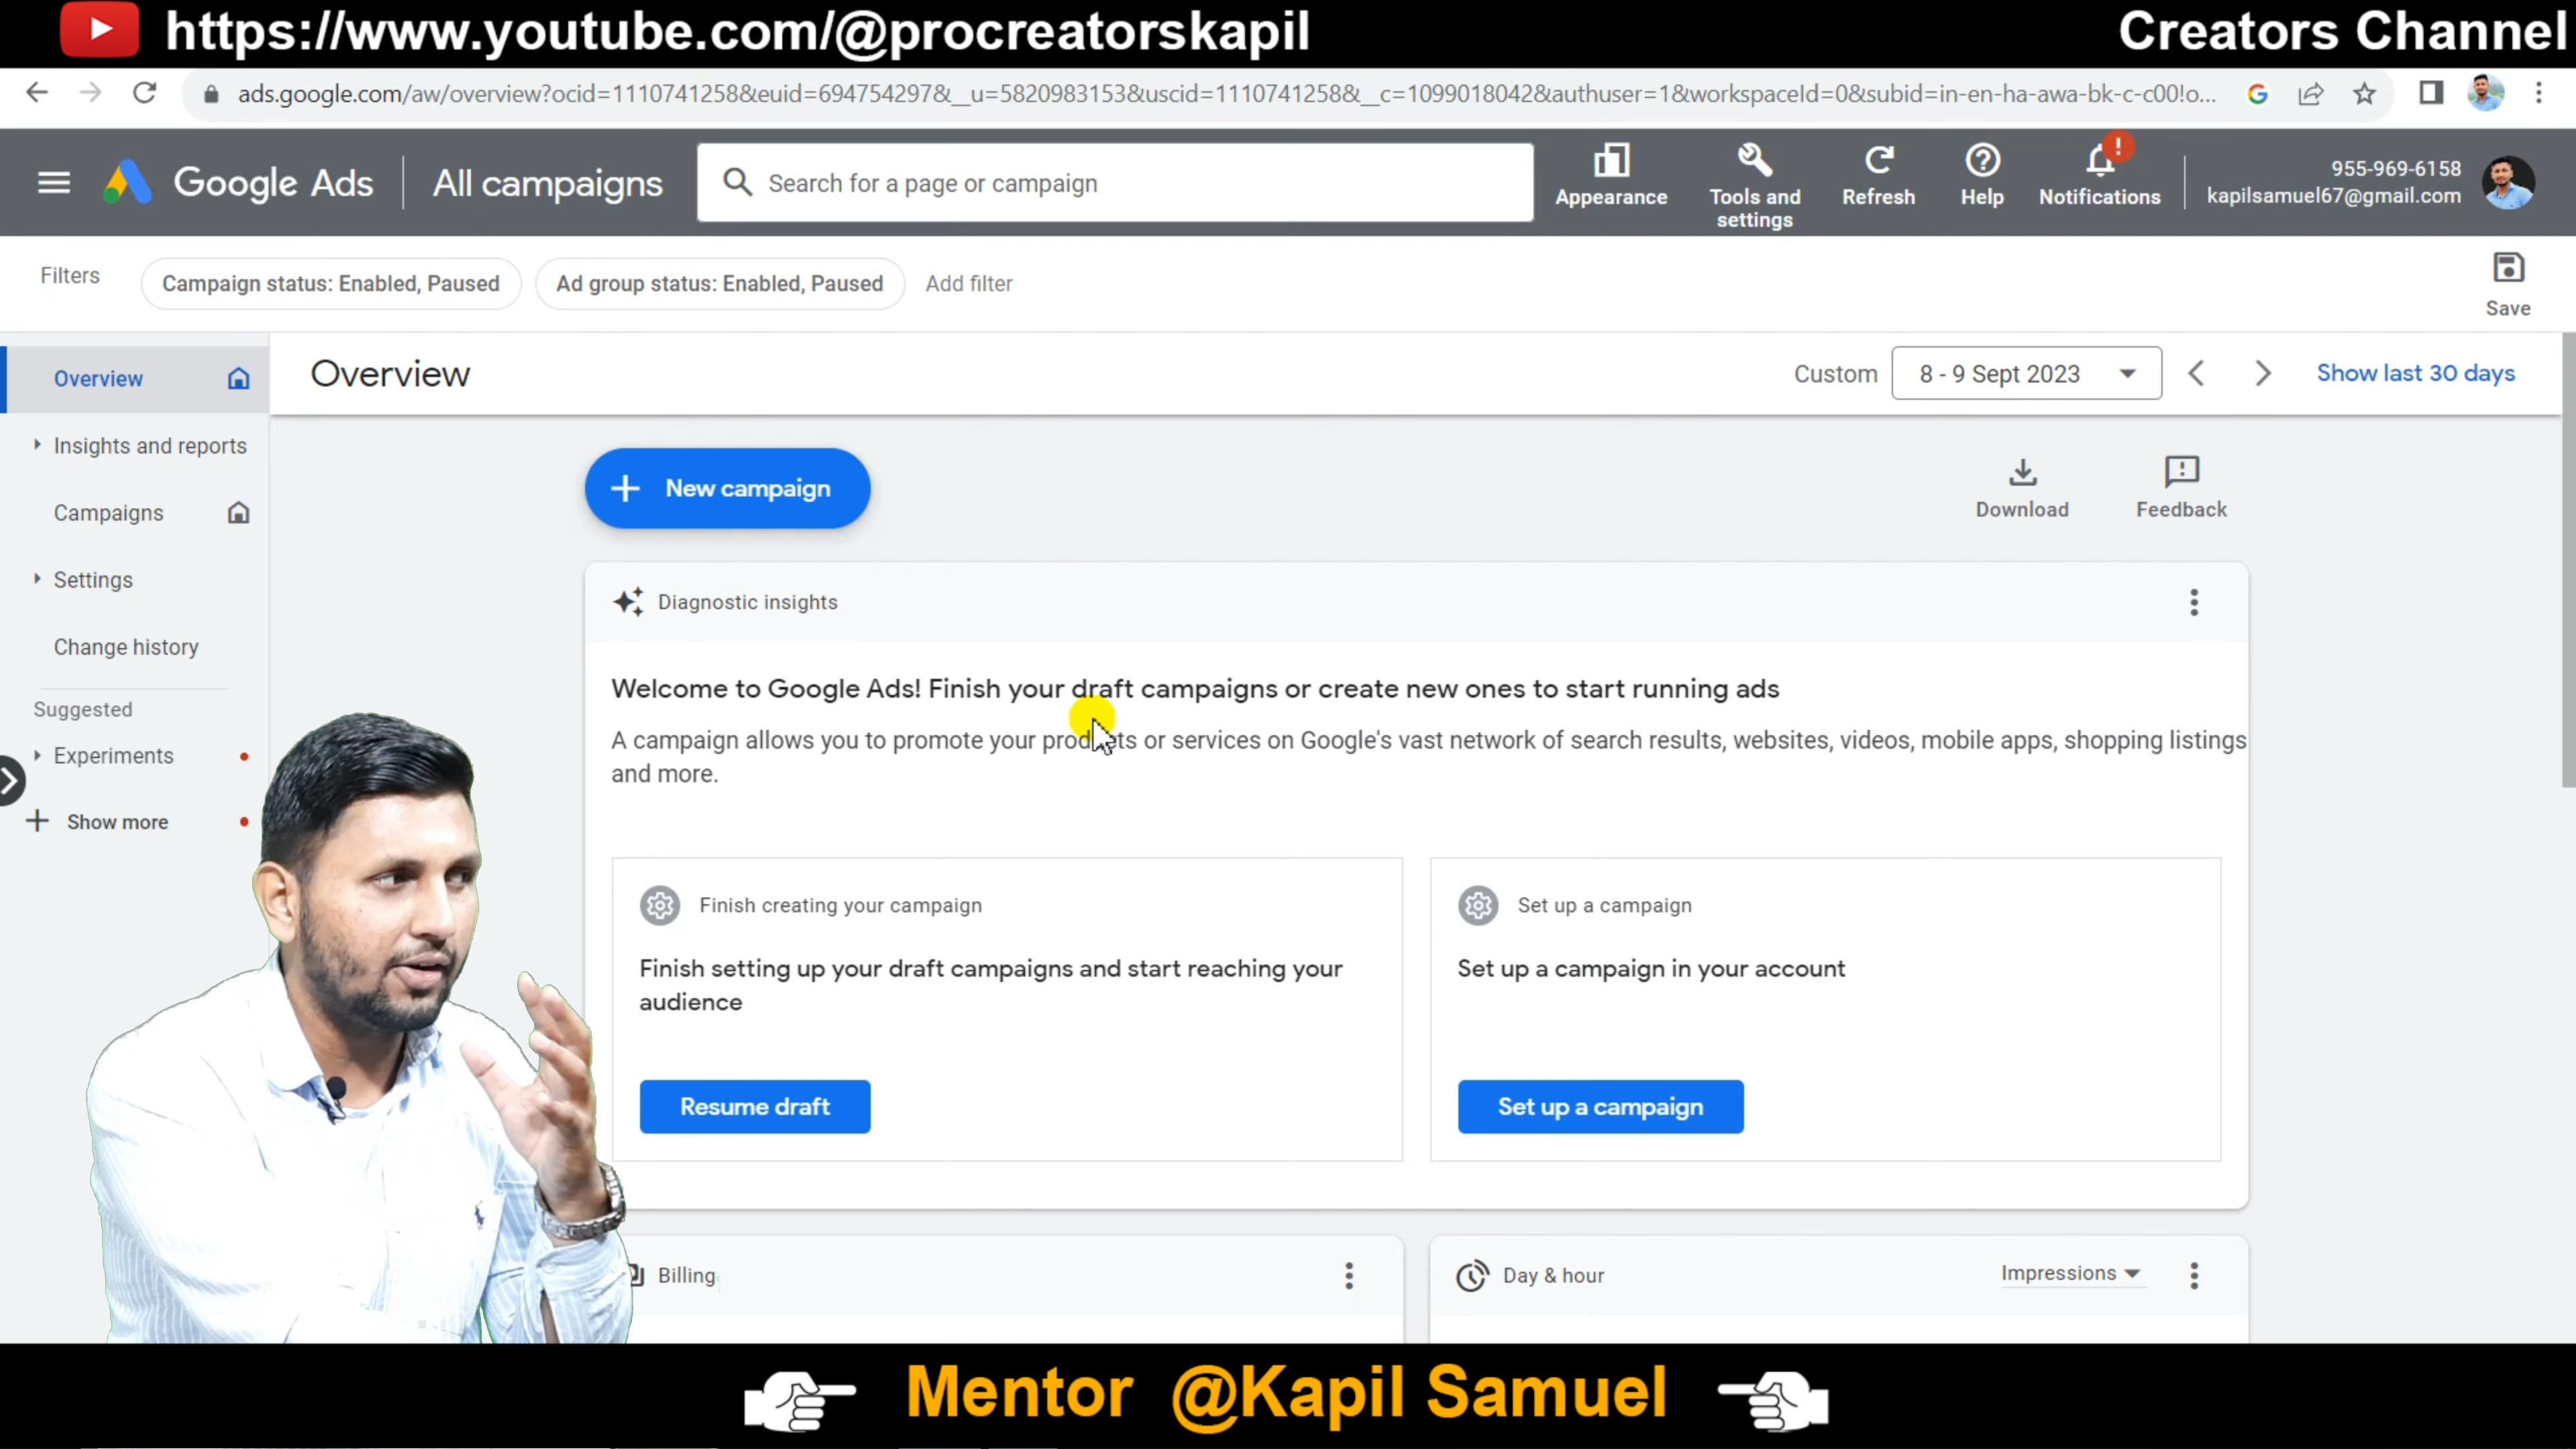 https://www.youtube.com/@procreatorskapil
Creators Channel
ads.google.com/aw/overview?ocid=1110741258&euid=694754297&__u=5820983153&uscid=1110741258&__c=1099018042&authuser=1&workspaceId=0&subid=in-en-ha-awa-bk-c-c00!o...
Google Ads
All campaigns
Search for a page or campaign
Appearance
Tools and
settings
Refresh
Help
Notifications
955-969-6158
kapilsamuel67@gmail.com
Filters
Campaign status: Enabled, Paused
Ad group status: Enabled, Paused
Add filter
Save
Overview
Insights and reports
Campaigns
Settings
Change history
Suggested
Experiments
Show more
Overview
Custom
8 - 9 Sept 2023
Show last 30 days
New campaign
Download
Feedback
Diagnostic insights
Welcome to Google Ads! Finish your draft campaigns or create new ones to start running ads
A campaign allows you to promote your products or services on Google's vast network of search results, websites, videos, mobile apps, shopping listings
and more.
Finish creating your campaign
Finish setting up your draft campaigns and start reaching your
audience
Resume draft
Set up a campaign
Set up a campaign in your account
Set up a campaign
Billing
Day & hour
Impressions
Mentor @Kapil Samuel